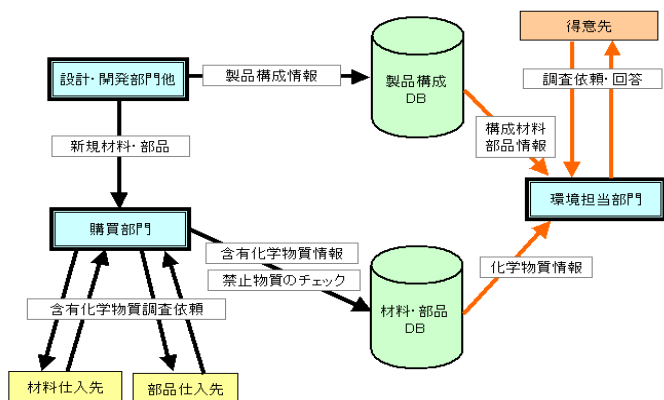 得意先
設計・開発部門他
製品構成情報
製品構成
DB
調査依頼・回答
構成材料
部品情報
新規材料・部品
環境担当部門
購買部門
含有化学物質情報
禁止物質のチェック
化学物質情報
含有化学物質調査依頼
材料・部品
DB
材料仕入先
部品仕入先